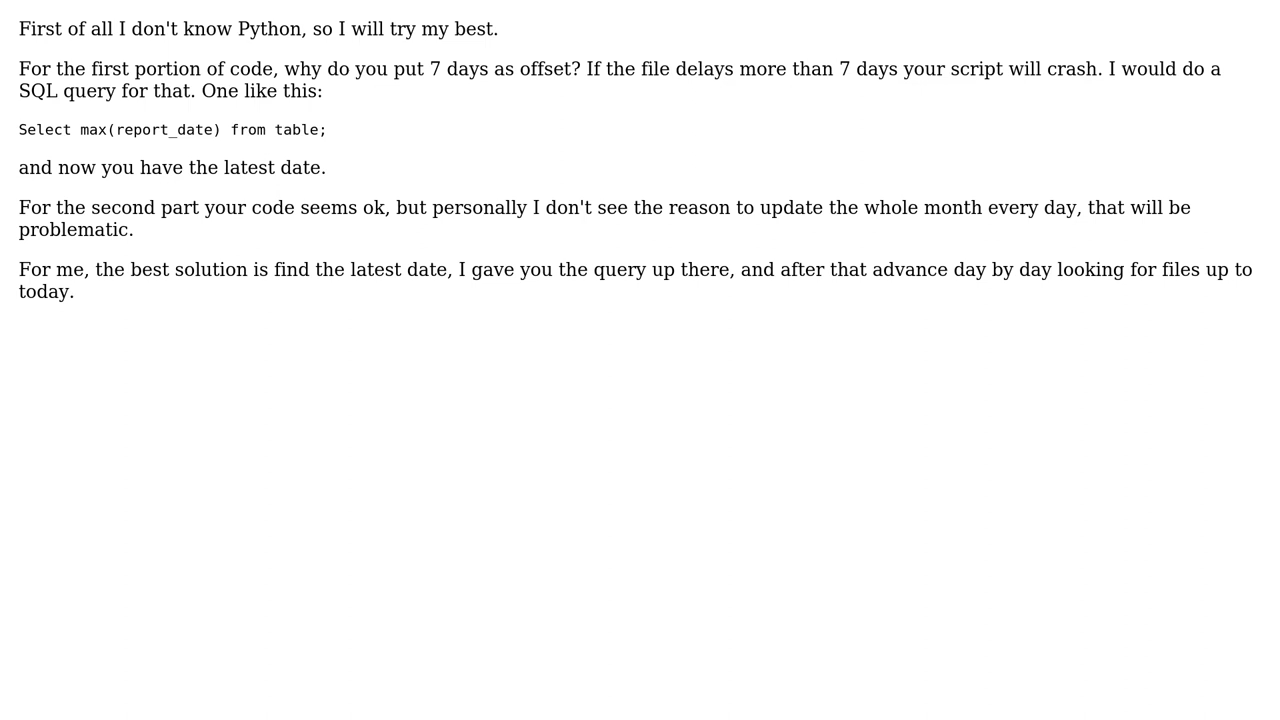 First of all I don't know Python, so I will try my best.
For the first portion of code, why do you put 7 days as offset? If the file delays more than 7 days your script will crash. I would do a
SQL query for that. One like this:
Select max(report_date) from table;
and now you have the latest date.
For the second part your code seems ok, but personally I don't see the reason to update the whole month every day, that will be
problematic.
For me, the best solution is find the latest date, I gave you the query up there, and after that advance day by day looking for files up to
today.